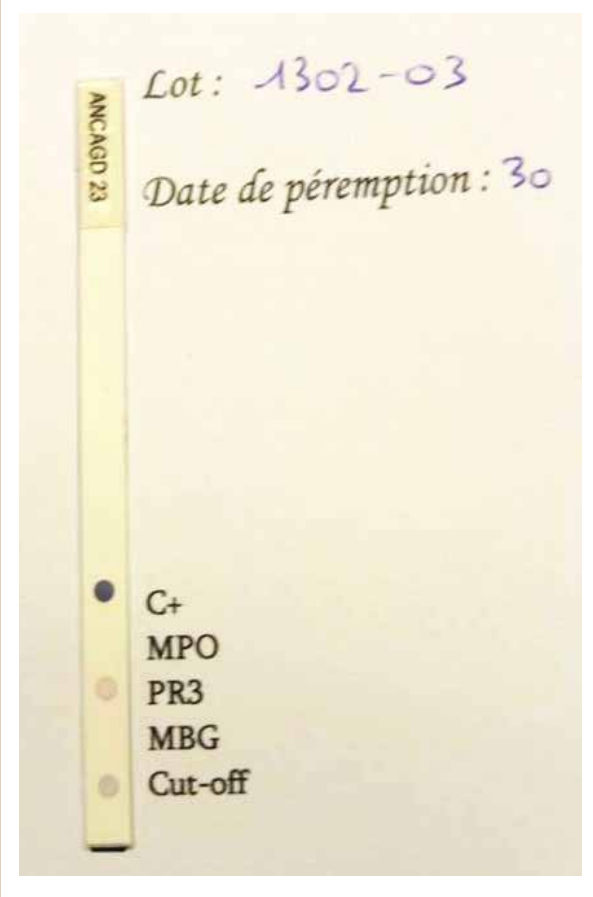 Lot : 1302-03
ANCAGD 23
Date de péremption : 30
C+
MPO
PR3
MBG
Cut-off